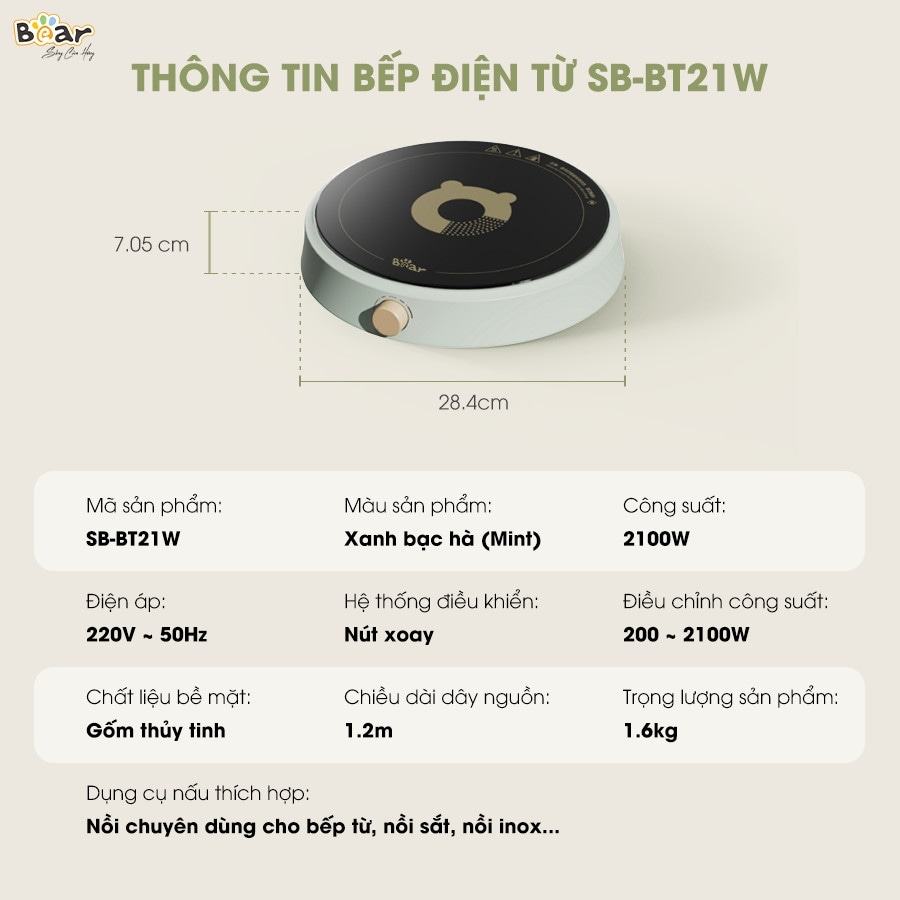 Bear
Sống Cảm Hứng
THÔNG TIN BẾP ĐIỆN TỪ SB-BT21W
7.05 cm
Bear
28.4cm
Mã sản phẩm:
SB-BT21W
Màu sản phẩm:
Xanh bạc hà (Mint)
Công suất:
2100W
Điện áp:
220V ~ 50Hz
Hệ thống điều khiển:
Nút xoay
Điều chỉnh công suất:
200 ~ 2100W
Chất liệu bề mặt:
Gốm thủy tinh
Chiều dài dây nguồn:
1.2m
Trọng lượng sản phẩm:
1.6kg
Dụng cụ nấu thích hợp:
Nồi chuyên dùng cho bếp từ, nồi sắt, nồi inox...